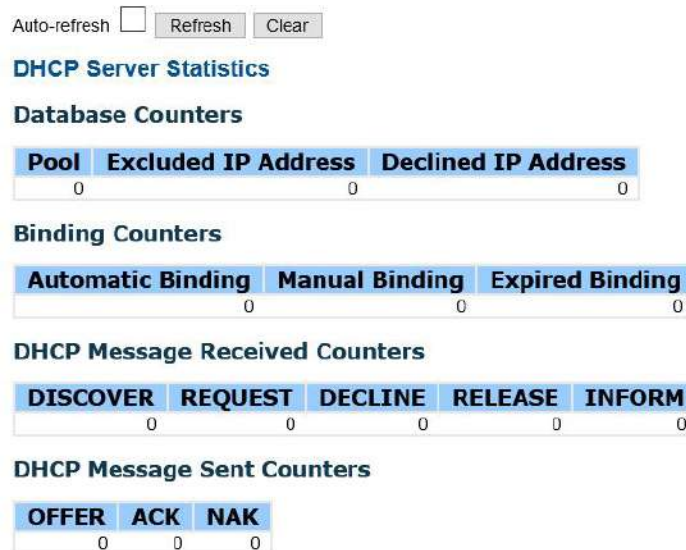 Auto-refresh Refresh Clear
DHCP Server Statistics
Database Counters
Pool Excluded IP Address Declined IP Address
0 0 0
Binding Counters
Automatic Binding Manual Binding Expired Binding
0 0 0
DHCP Message Received Counters
DISCOVER REQUEST DECLINE RELEASE INFORM
0 0 0 0 0
DHCP Message Sent Counters
OFFER ACK NAK
0 0 0